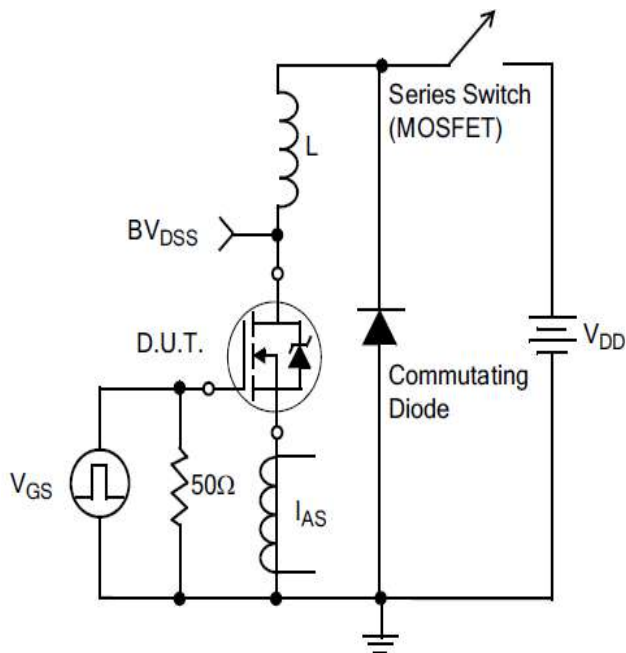 Series Switch
(MOSFET)
L
BVDSS
D.U.T.
VDD
Commutating
Diode
VGS
50Ω
IAS